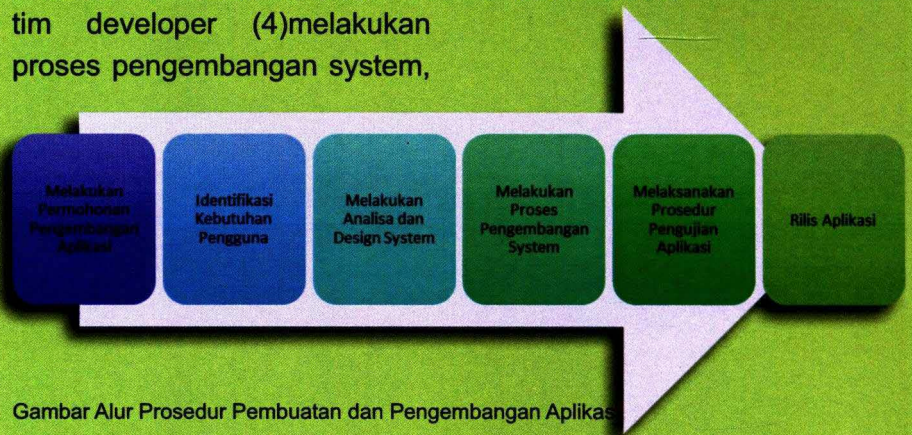 tim developer (4)melakukan
proses pengembangan system,
Melakukan
Permohonan
Pengembangan
Aplikasi
Identifikasi
Kebutuhan
Pengguna
Melakukan
Analisa dan
Design System
Melakukan
Proses
Pengembangan
System
Melaksanakan
Prosedur
Pengujian
Aplikasi
Rilis Aplikasi
Gambar Alur Prosedur Pembuatan dan Pengembangan Aplikas